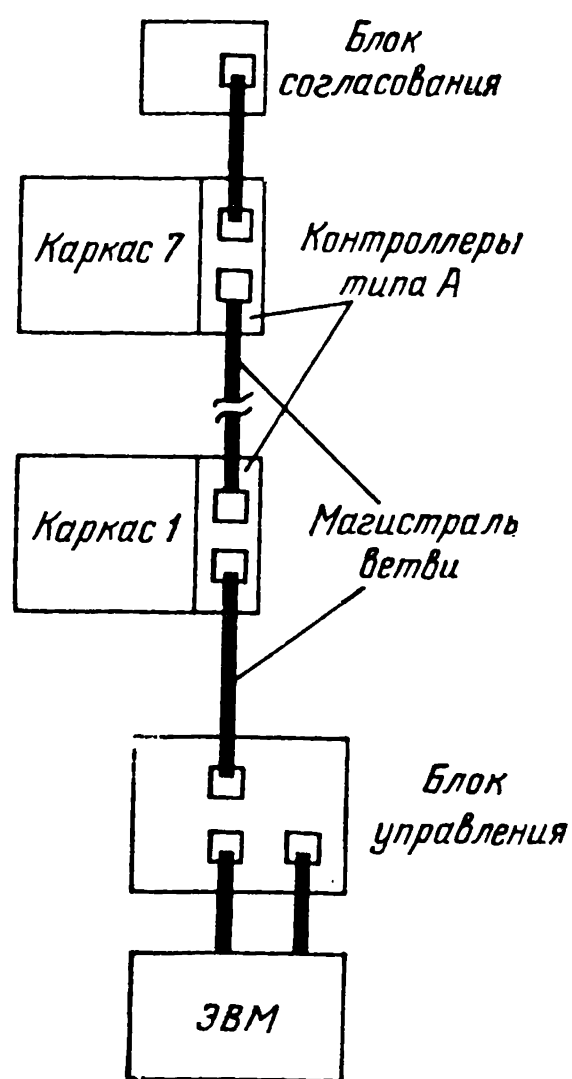 Блок
согласования
Каркас 7
Контроллеры
типа А
Каркас 1
Магистраль
ветви
Блок
управления
ЭВМ